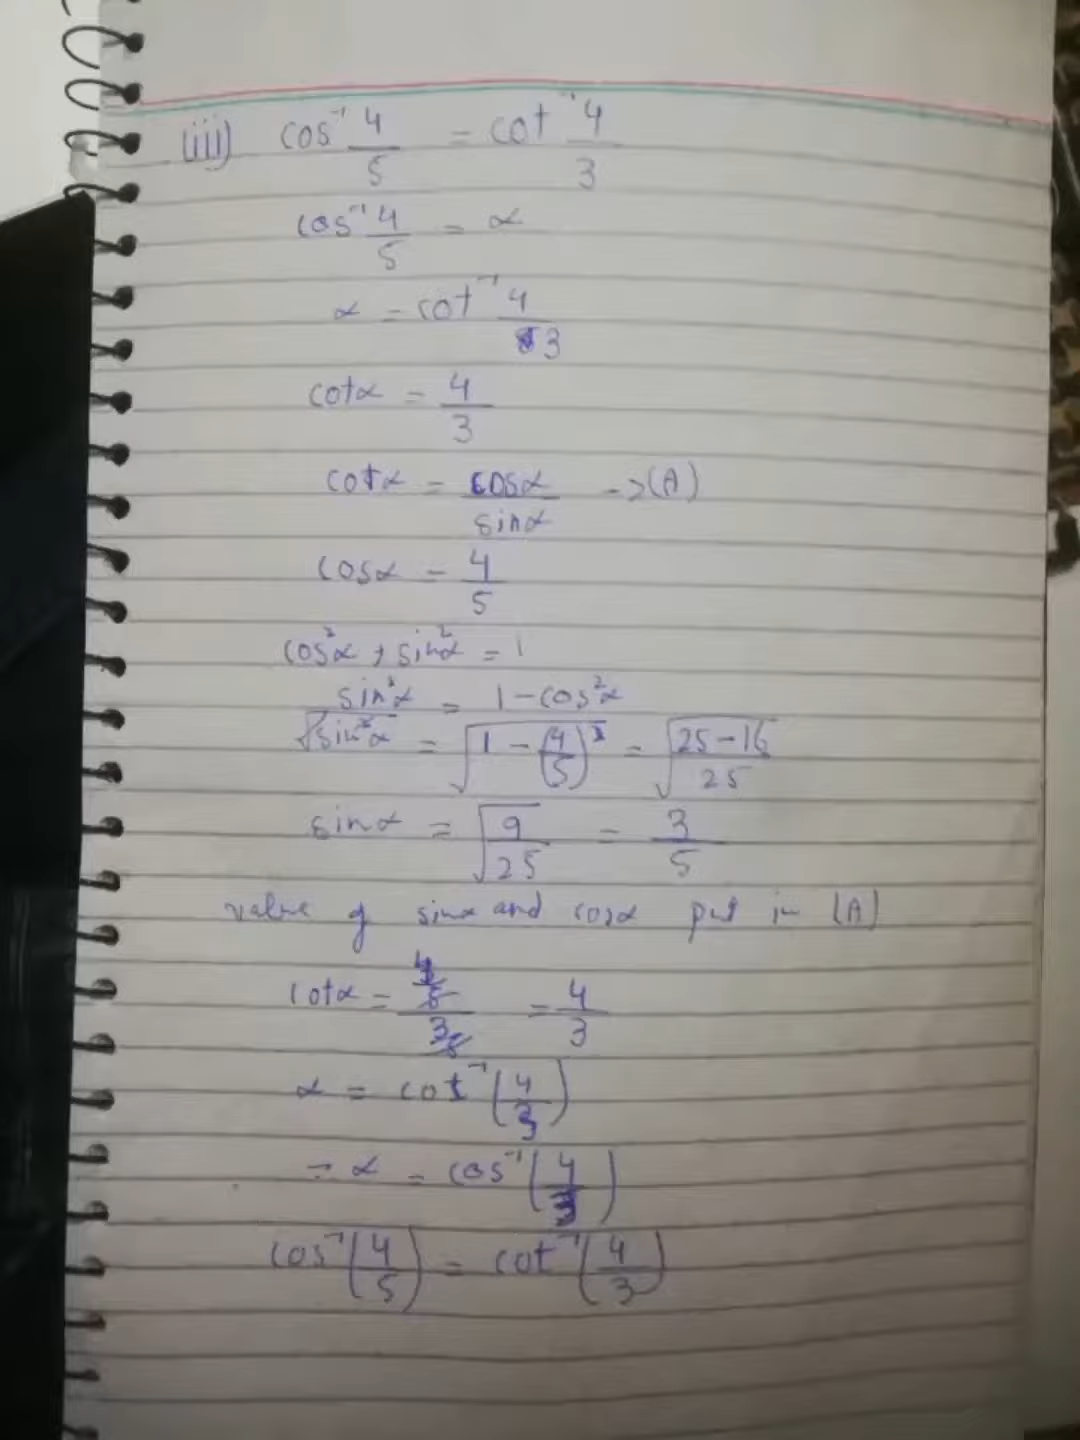 (iii) cos⁻¹ 4/5 = cot⁻¹ 4/3
cos⁻¹ 4/5 = α
α = cot⁻¹ 4/3
cotα = 4/3
cotα = cosα/sinα → (A)
cosα = 4/5
cos²α + sin²α = 1
sin²α = 1 - cos²α
√sin²α = √(1 - (4/5)²) = √((25-16)/25)
sinα = √(9/25) = 3/5
value of sinα and cosα put in (A)
cotα = (4/5)/(3/5) = 4/3
α = cot⁻¹(4/3)
= α = cos⁻¹(4/
cos⁻¹(4/5) = cot⁻¹(4/3)